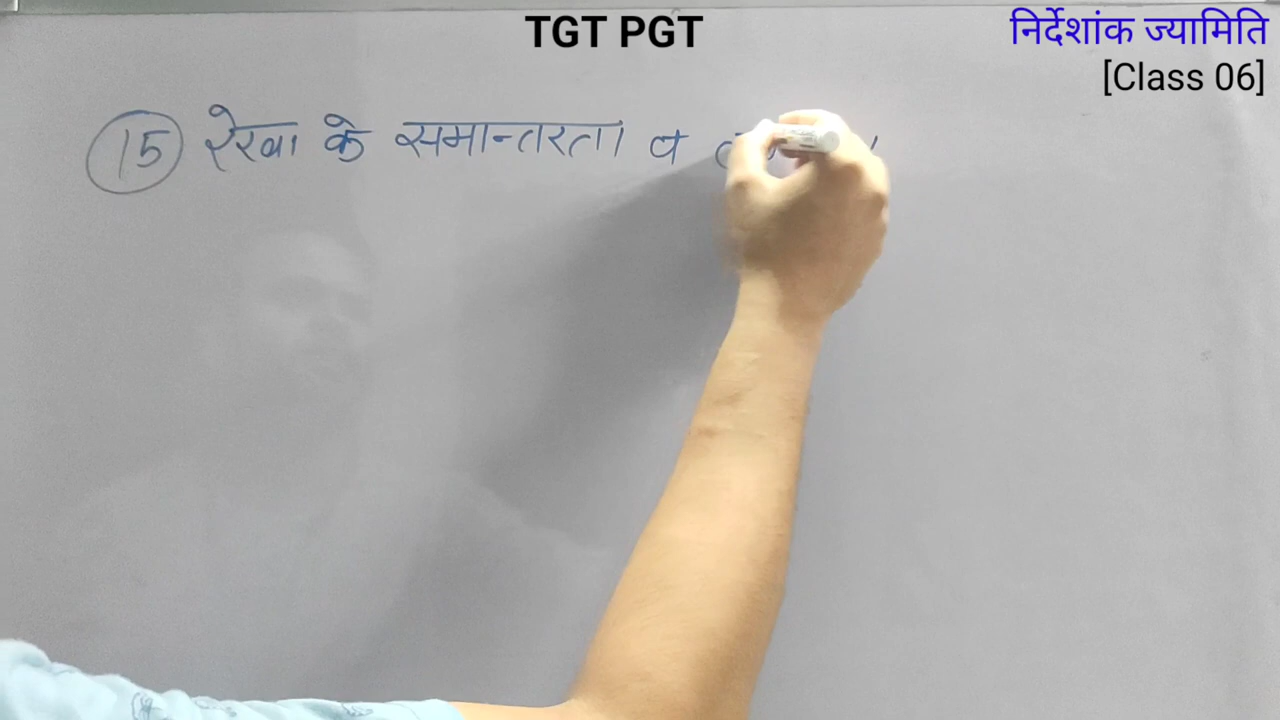 TGT PGT
निर्देशांक ज्यामिति
[Class 06]
15 रेखा के समान्तरता व